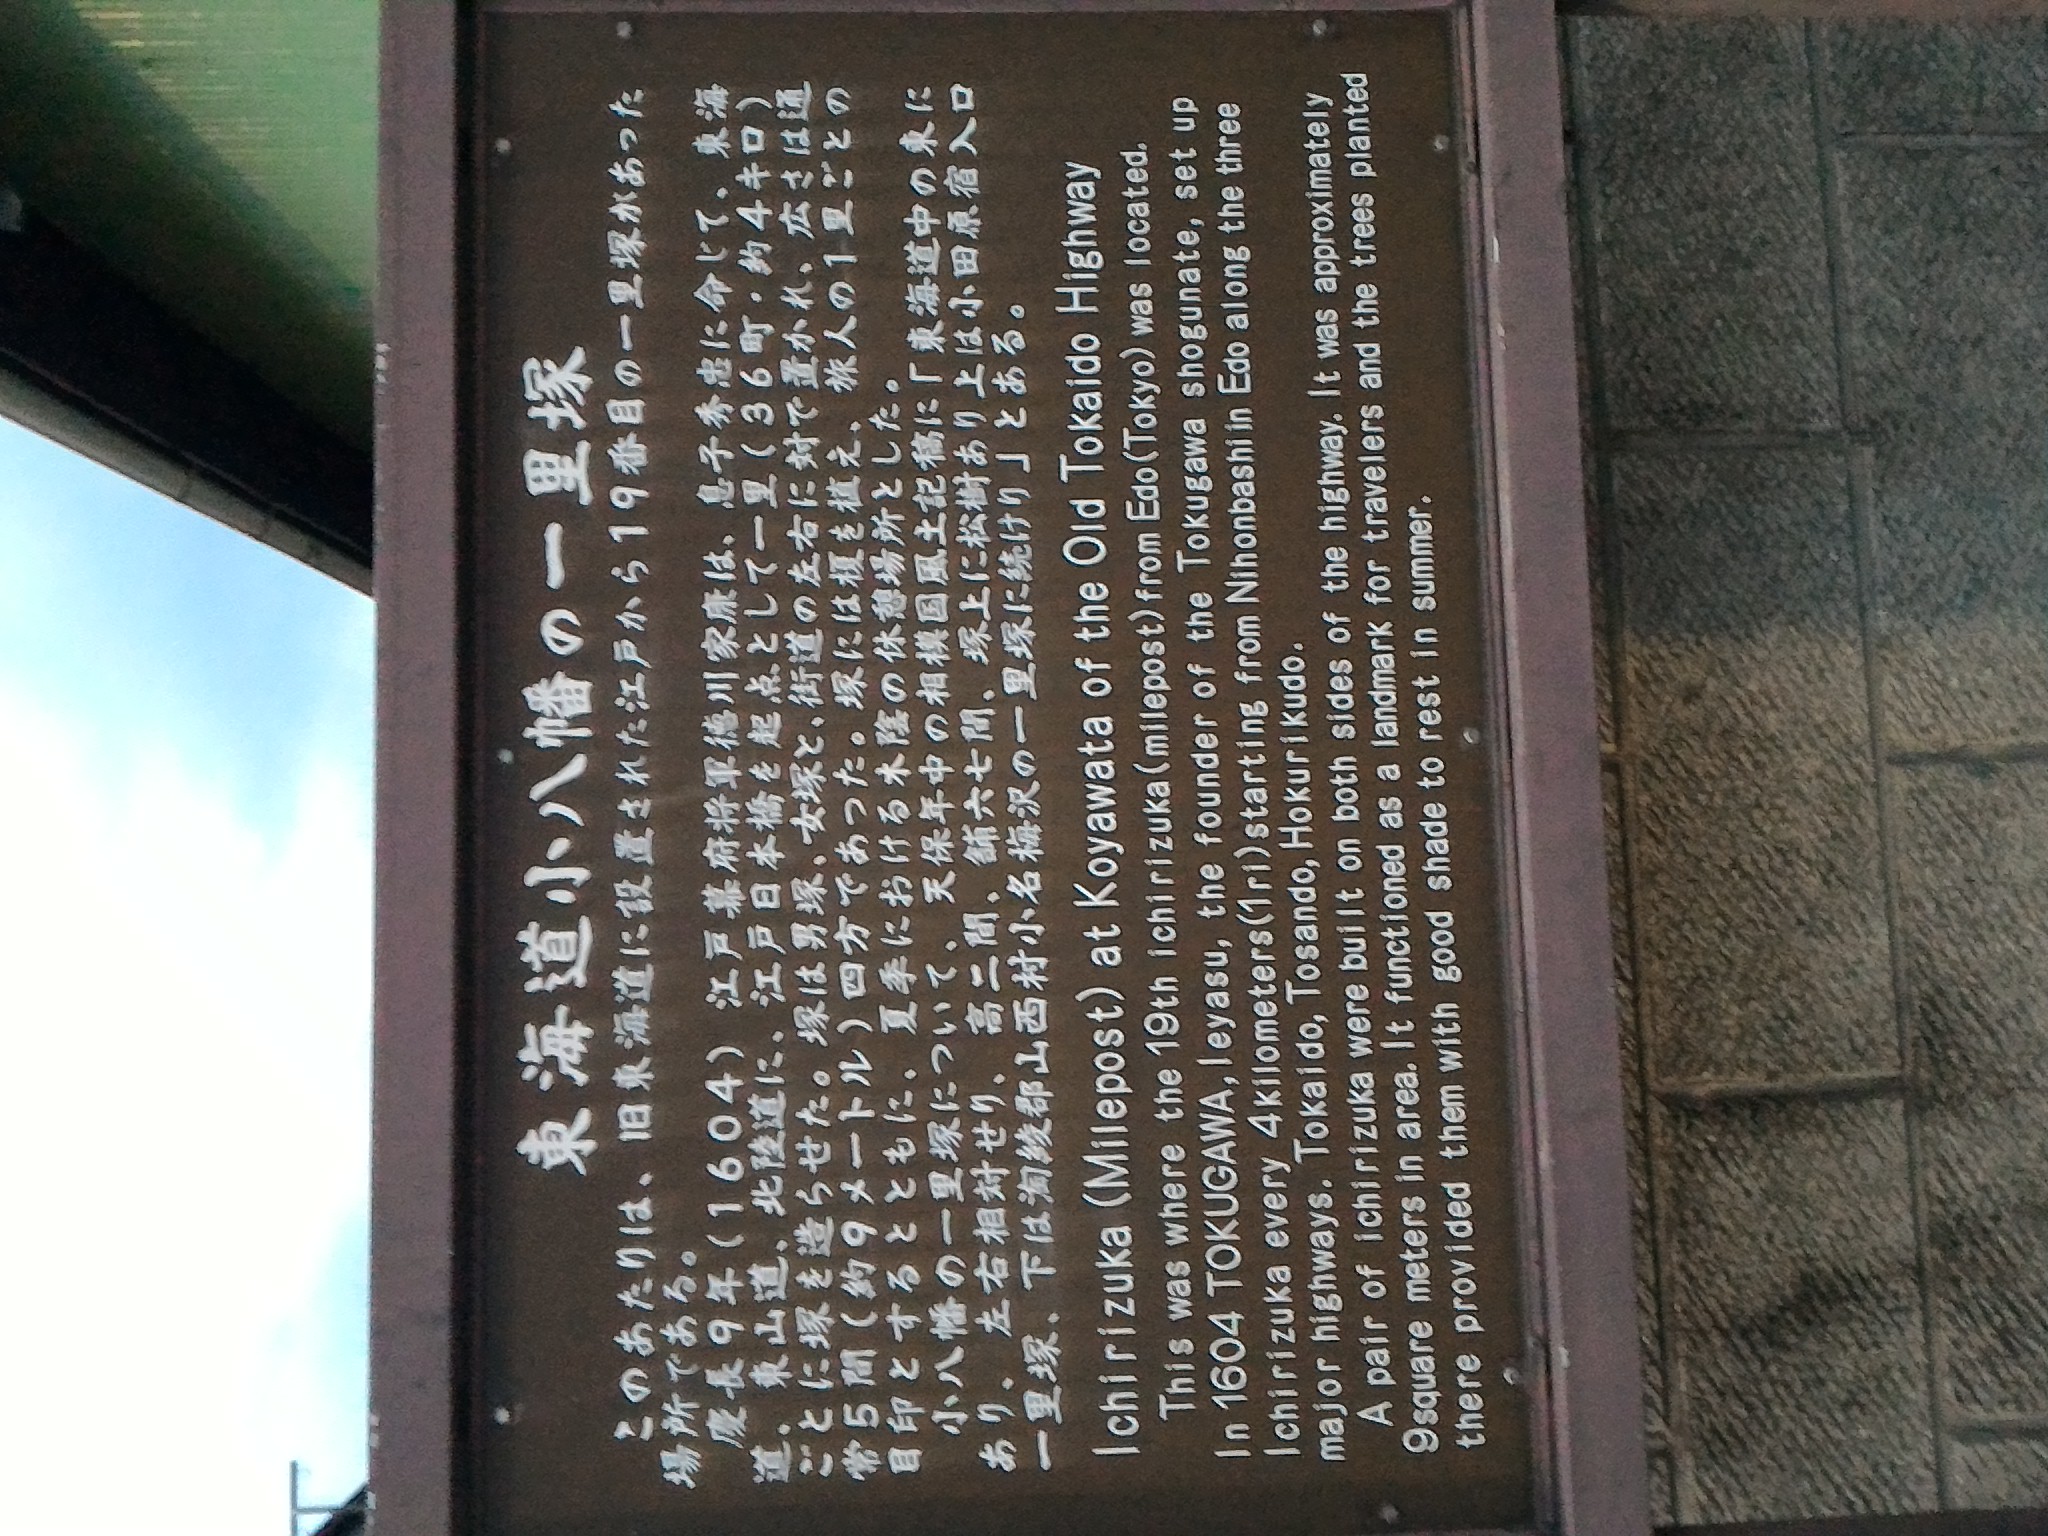 東海道小八幡の一里塚
このあたりは、旧東海道に設置された江戸から19番目の一里塚があった
場所である。
慶長9年(1604)江戸幕府将軍徳川家康は、息子秀忠に命じて、東海
道、東山道、北陸道に、江戸日本橋を起点として一里(36町・約4キロ)
ごとに塚を造らせた。塚は男塚、女塚と、街道の左右に対で置かれ、広さは通
常5間(約9メートル)四方であった。塚には榎を植え、旅人の1里ごとの
目印とするとともに、夏季における木陰の休憩場所とした。
小八幡の一里塚について、天保年中の相模国風土記稿に「東海道中の東に
あり、左右相対せり、高二間、舗六七間、塚上に松樹あり上は小田原宿入口
一里塚、下は淘綾郡山西村小名梅沢の一里塚に続けり」とある。
Ichirizuka (Milepost) at Koyawata of the Old Tokaido Highway
This was where the 19th ichirizuka(milepost)from Edo(Tokyo)was located.
In 1604 TOKUGAWA, Ieyasu, the founder of the Tokugawa shogunate, set up
Ichirizuka every 4kilometers(1ri)starting from Nihonbashi in Edo along the three
major highways. Tokaido, Tosando, Hokurikudo.
A pair of ichirizuka were built on both sides of the highway. It was approximately
9square meters in area. It functioned as a landmark for travelers and the trees planted
there provided them with good shade to rest in summer.